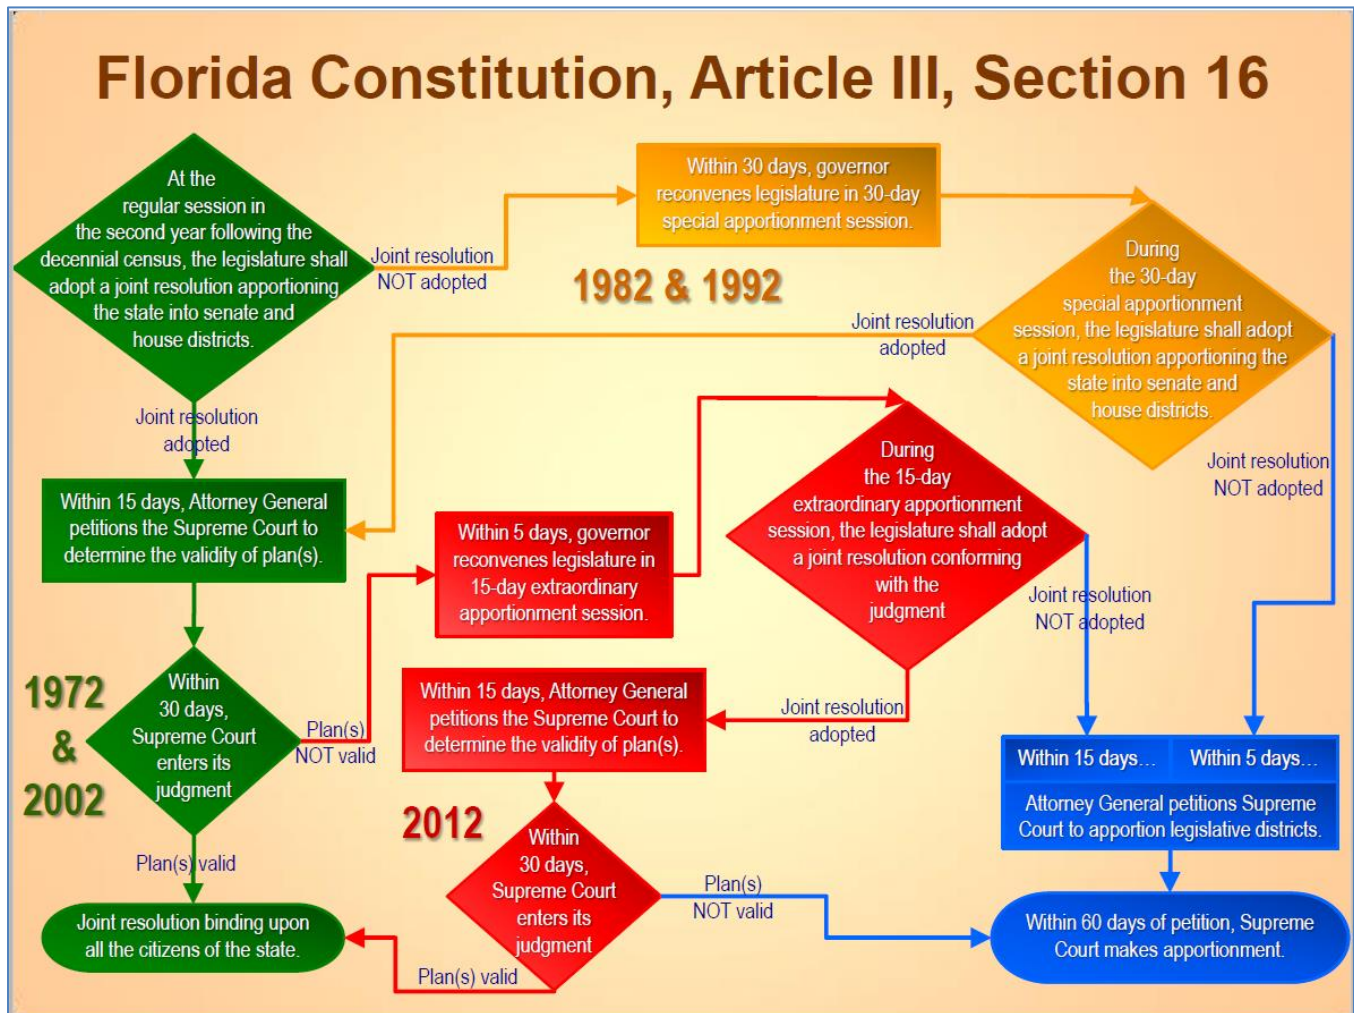 Florida Constitution, Article III, Section 16
At the
regular session in
the second year following the
decennial census, the legislature shall
adopt a joint resolution apportioning
the state into senate and
house districts.
Joint resolution
NOT adopted
Within 30 days, governor
reconvenes legislature in 30-day
special apportionment session.
1982 & 1992
During
the 30-day
special apportionment
session, the legislature shall adopt
a joint resolution apportioning the
state into senate and
house districts.
Joint resolution
adopted
Joint resolution
NOT adopted
Joint resolution
adopted
Within 15 days, Attorney General
petitions the Supreme Court to
determine the validity of plan(s).
Within 5 days, governor
reconvenes legislature in
15-day extraordinary
apportionment session.
During
the 15-day
extraordinary apportionment
session, the legislature shall adopt
a joint resolution conforming
with the
judgment
Joint resolution
NOT adopted
1972
&
2002
Within
30 days,
Supreme Court
enters its
judgment
Plan(s)
NOT valid
Within 15 days, Attorney General
petitions the Supreme Court to
determine the validity of plan(s).
Joint resolution
adopted
Within 15 days…
Within 5 days…
Attorney General petitions Supreme
Court to apportion legislative districts.
2012
Within
30 days,
Supreme Court
enters its
judgment
Plan(s)
NOT valid
Plan(s) valid
Joint resolution binding upon
all the citizens of the state.
Plan(s) valid
Within 60 days of petition, Supreme
Court makes apportionment.